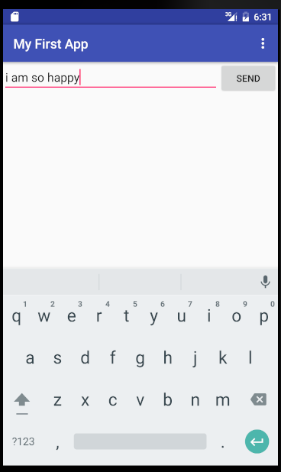 6:31
My First App
i am so happy
SEND
1 2 3 4 5 6 7 8 9 0
q w e r t y u i o p
a s d f g h j k l
z x c v b n m
?123 , .